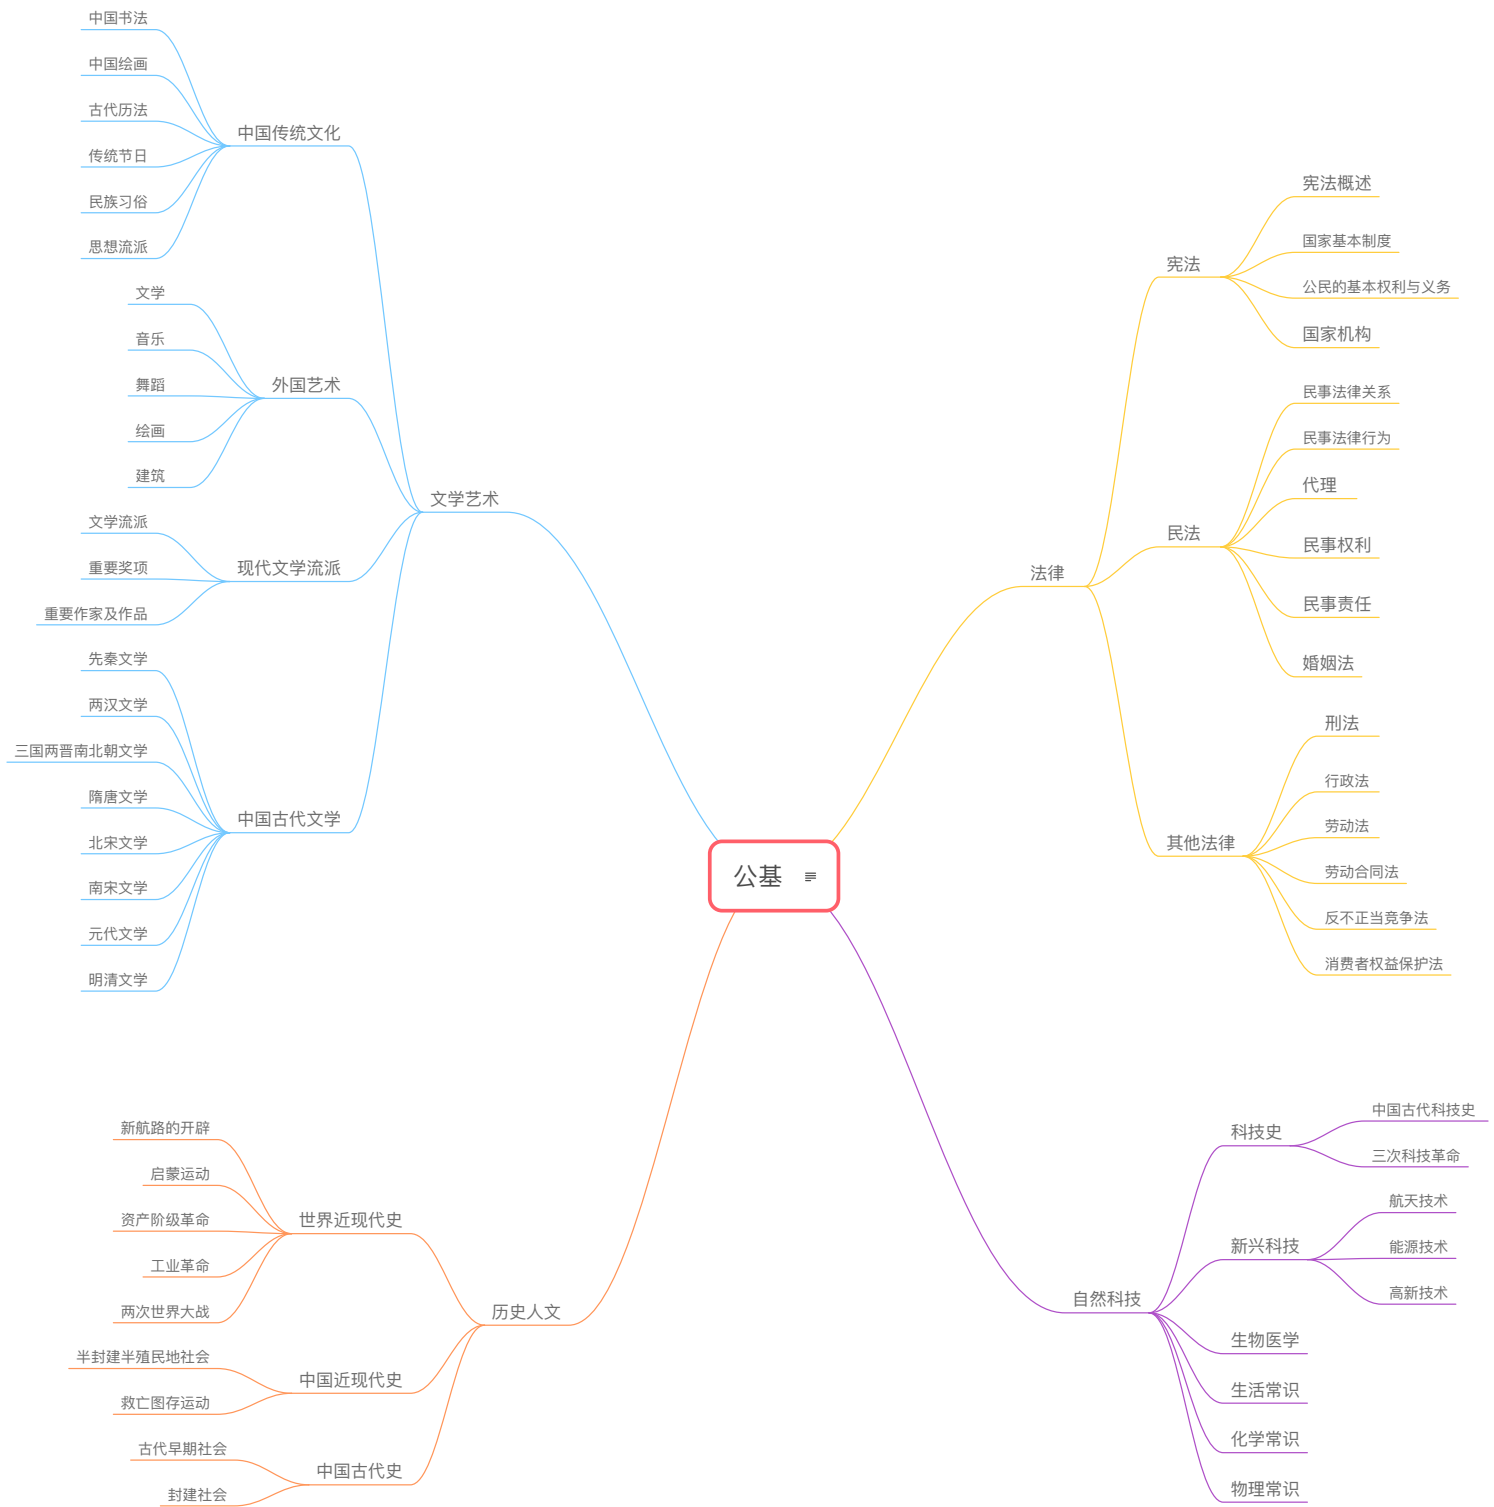 公基
文学艺术
中国传统文化
中国书法
中国绘画
古代历法
传统节日
民族习俗
思想流派
外国艺术
文学
音乐
舞蹈
绘画
建筑
现代文学流派
文学流派
重要奖项
重要作家及作品
中国古代文学
先秦文学
两汉文学
三国两晋南北朝文学
隋唐文学
北宋文学
南宋文学
元代文学
明清文学
历史人文
世界近现代史
新航路的开辟
启蒙运动
资产阶级革命
工业革命
两次世界大战
中国近现代史
半封建半殖民地社会
救亡图存运动
中国古代史
古代早期社会
封建社会
法律
宪法
宪法概述
国家基本制度
公民的基本权利与义务
国家机构
民法
民事法律关系
民事法律行为
代理
民事权利
民事责任
婚姻法
其他法律
刑法
行政法
劳动法
劳动合同法
反不正当竞争法
消费者权益保护法
自然科技
科技史
中国古代科技史
三次科技革命
新兴科技
航天技术
能源技术
高新技术
生物医学
生活常识
化学常识
物理常识